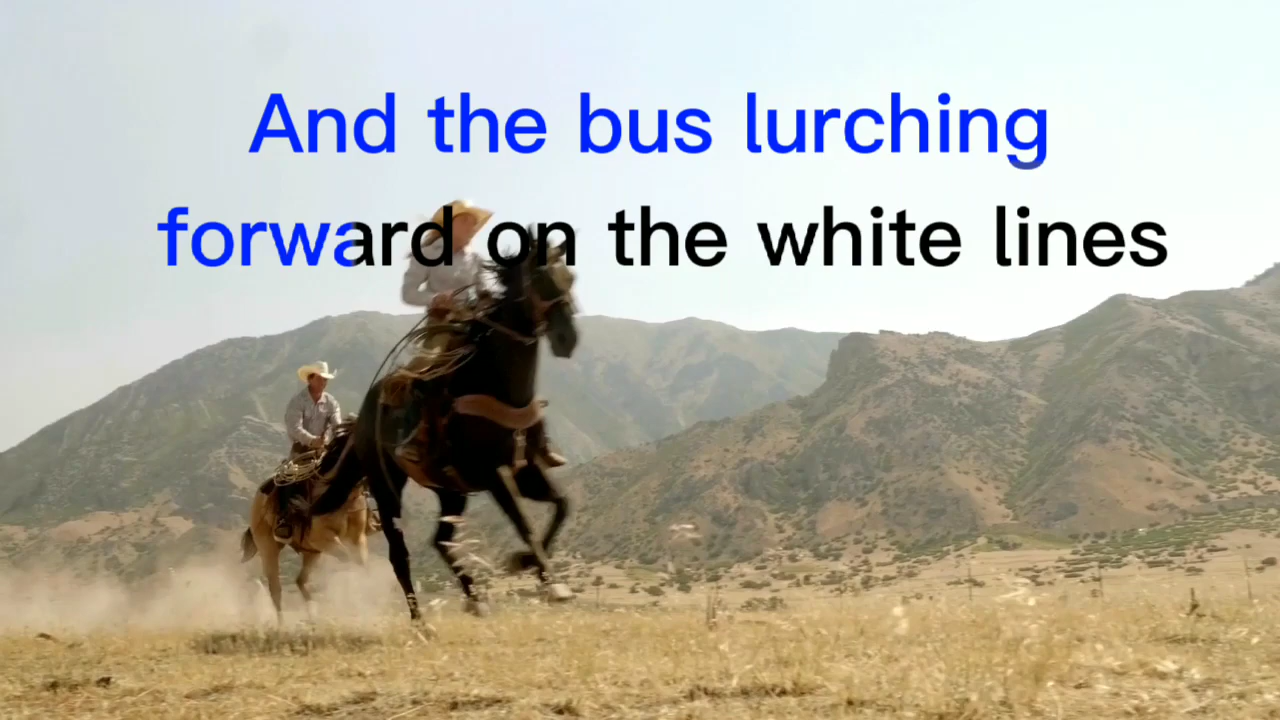 And the bus lurching
forward on the white lines